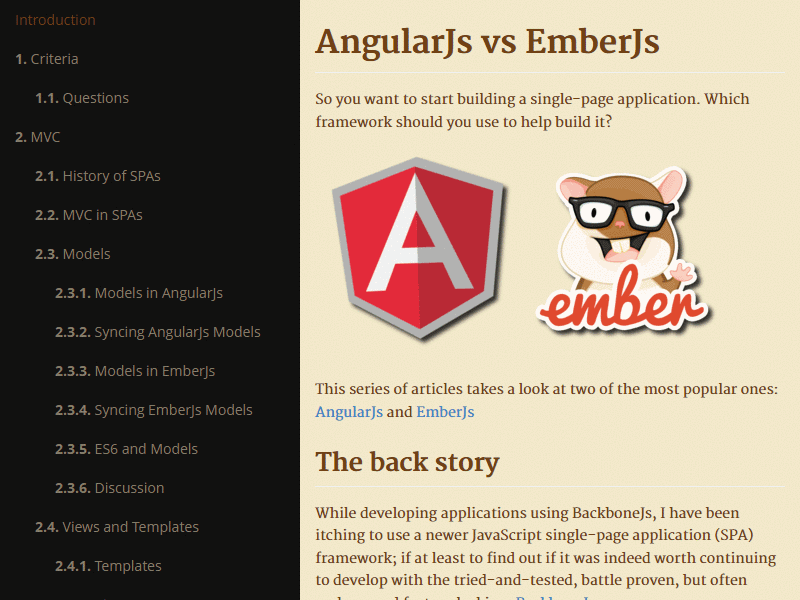 Introduction
1. Criteria
1.1. Questions
2. MVC
2.1. History of SPAs
2.2. MVC in SPAs
2.3. Models
2.3.1. Models in AngularJs
2.3.2. Syncing AngularJs Models
2.3.3. Models in EmberJs
2.3.4. Syncing EmberJs Models
2.3.5. ES6 and Models
2.3.6. Discussion
2.4. Views and Templates
2.4.1. Templates
AngularJs vs EmberJs
So you want to start building a single-page application. Which
framework should you use to help build it?
A
ember
This series of articles takes a look at two of the most popular ones:
AngularJs and EmberJs
The back story
While developing applications using BackboneJs, I have been
itching to use a newer JavaScript single-page application (SPA)
framework; if at least to find out if it was indeed worth continuing
to develop with the tried-and-tested, battle proven, but often